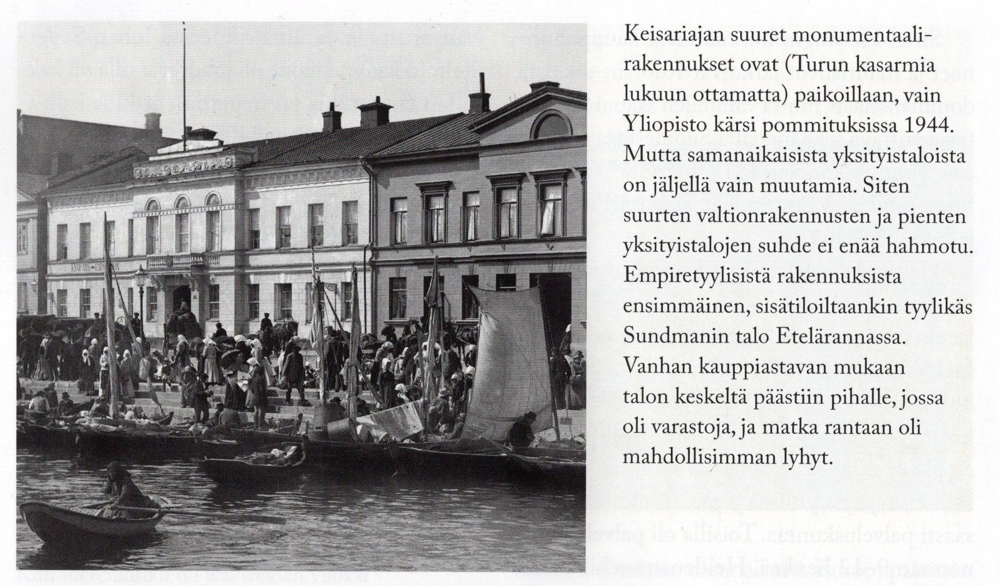 Keisariajan suuret monumentaali-
rakennukset ovat (Turun kasarmia
lukuun ottamatta) paikoillaan, vain
Yliopisto kärsi pommituksissa 1944.
Mutta samanaikaisista yksityistaloista
on jäljellä vain muutamia. Siten
suurten valtionrakennusten ja pienten
yksityistalojen suhde ei enää hahmotu.
Empiretyylisistä rakennuksista
ensimmäinen, sisätiloiltaankin tyylikäs
Sundmanin talo Etelärannassa.
Vanhan kauppiastavan mukaan
talon keskeltä päästiin pihalle, jossa
oli varastoja, ja matka rantaan oli
mahdollisimman lyhyt.